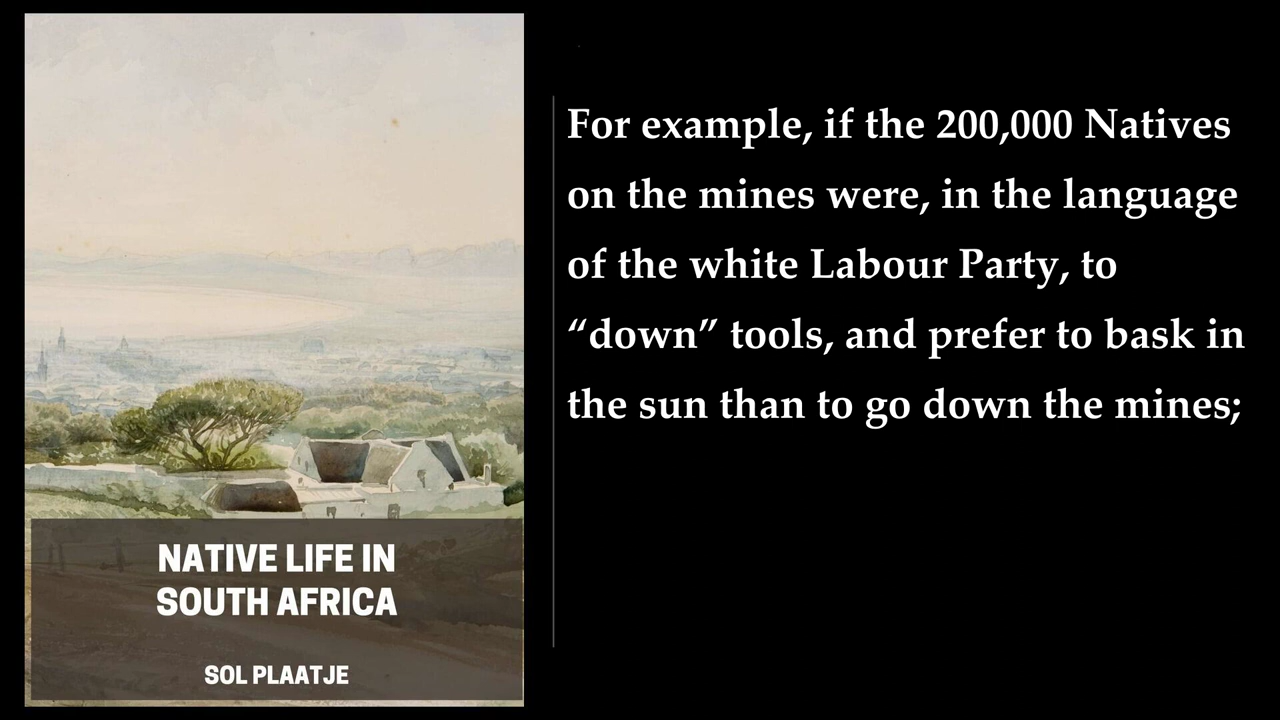 NATIVE LIFE IN
SOUTH AFRICA
SOL PLAATJE
For example, if the 200,000 Natives
on the mines were, in the language
of the white Labour Party, to
“down” tools, and prefer to bask in
the sun than to go down the mines;